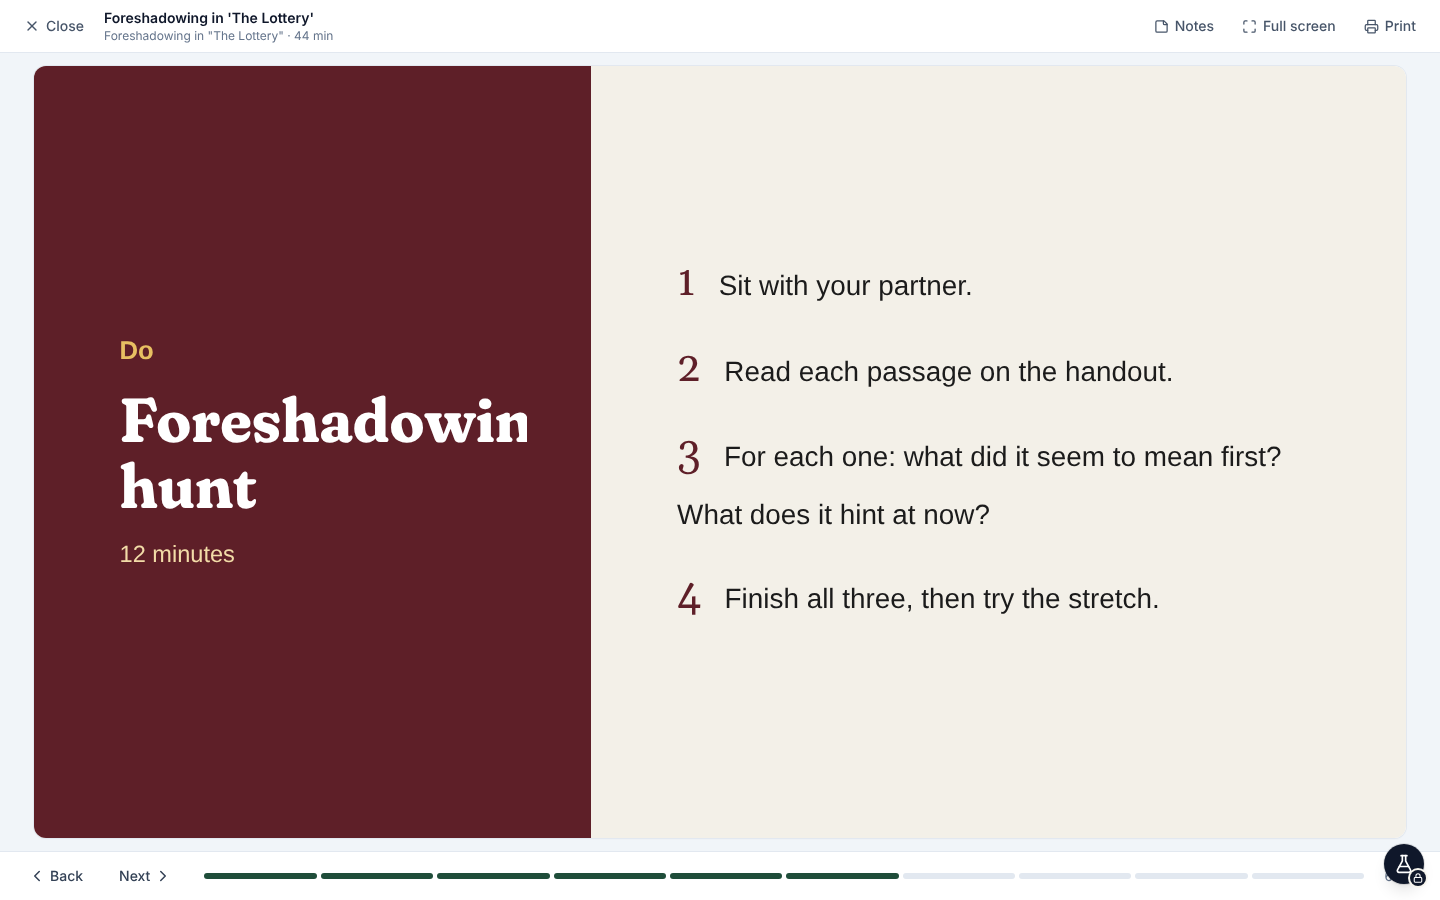 Close
Foreshadowing in 'The Lottery'
Foreshadowing in "The Lottery" · 44 min
Notes
Full screen
Print
Do
Foreshadowin
hunt
12 minutes
1 Sit with your partner.
2 Read each passage on the handout.
3 For each one: what did it seem to mean first?
What does it hint at now?
4 Finish all three, then try the stretch.
Back
Next